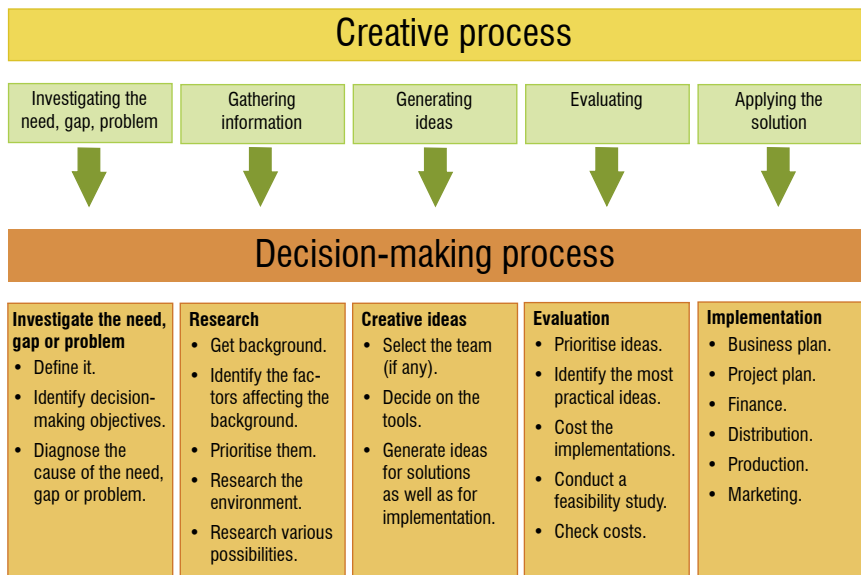 Creative process
Investigating the
need, gap, problem
Gathering
information
Generating
ideas
Evaluating
Applying the
solution
Decision-making process
Investigate the need,
gap or problem
• Define it.
• Identify decision-
making objectives.
• Diagnose the
cause of the need,
gap or problem.
Research
• Get background.
• Identify the fac-
tors affecting the
background.
• Prioritise them.
• Research the
environment.
• Research various
possibilities.
Creative ideas
• Select the team
(if any).
• Decide on the
tools.
• Generate ideas
for solutions
as well as for
implementation.
Evaluation
• Prioritise ideas.
• Identify the most
practical ideas.
• Cost the
implementations.
• Conduct a
feasibility study.
• Check costs.
Implementation
• Business plan.
• Project plan.
• Finance.
• Distribution.
• Production.
• Marketing.